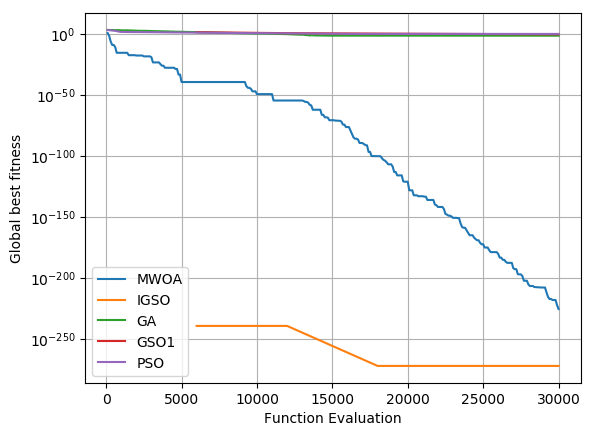 Global best fitness
10^0
10^-50
10^-100
10^-150
10^-200
10^-250
MWOA
IGSO
GA
GSO1
PSO
0 5000 10000 15000 20000 25000 30000
Function Evaluation